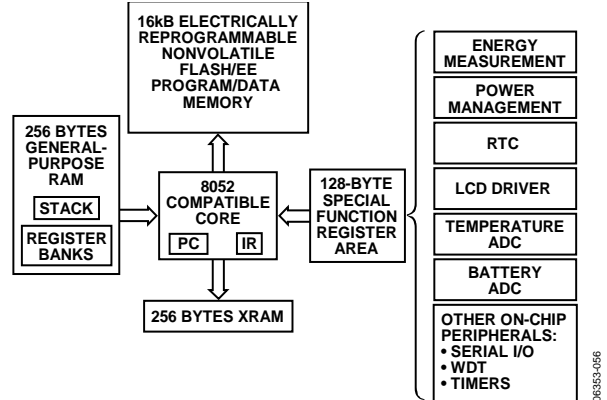 16kB ELECTRICALLY
REPROGRAMMABLE
NONVOLATILE
FLASH/EE
PROGRAM/DATA
MEMORY
256 BYTES
GENERAL-
PURPOSE
RAM
STACK
REGISTER
BANKS
8052
COMPATIBLE
CORE
PC
IR
256 BYTES XRAM
128-BYTE
SPECIAL
FUNCTION
REGISTER
AREA
ENERGY
MEASUREMENT
POWER
MANAGEMENT
RTC
LCD DRIVER
TEMPERATURE
ADC
BATTERY
ADC
OTHER ON-CHIP
PERIPHERALS:
• SERIAL I/O
• WDT
• TIMERS
06353-056